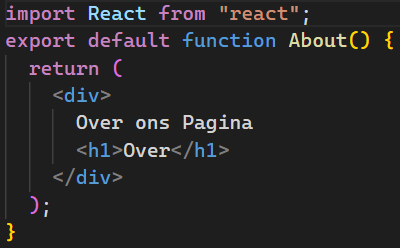 import React from "react";
export default function About() {
  return (
    <div>
      Over ons Pagina
      <h1>Over</h1>
    </div>
  );
}